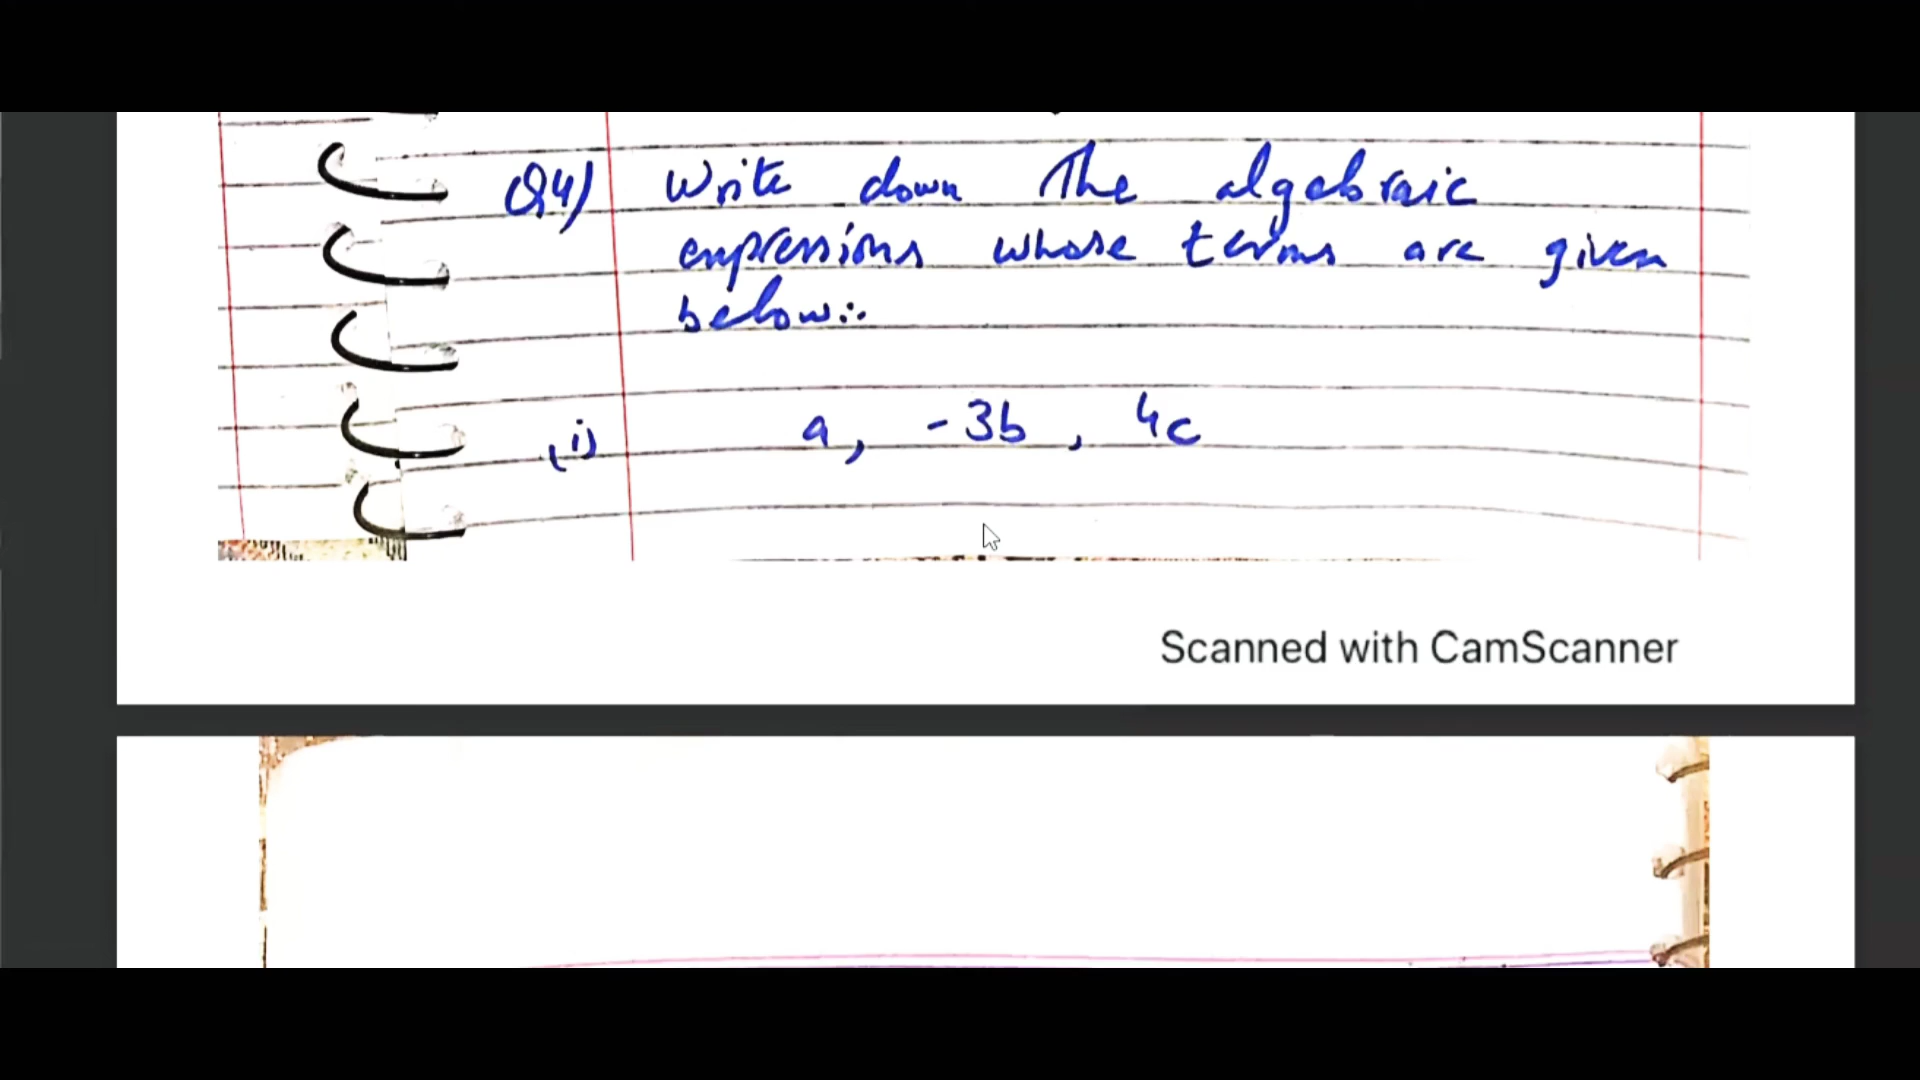 Q4) Write down the algebraic
expressions whose terms are given
below:-
(i) a, -3b, 4c
Scanned with CamScanner